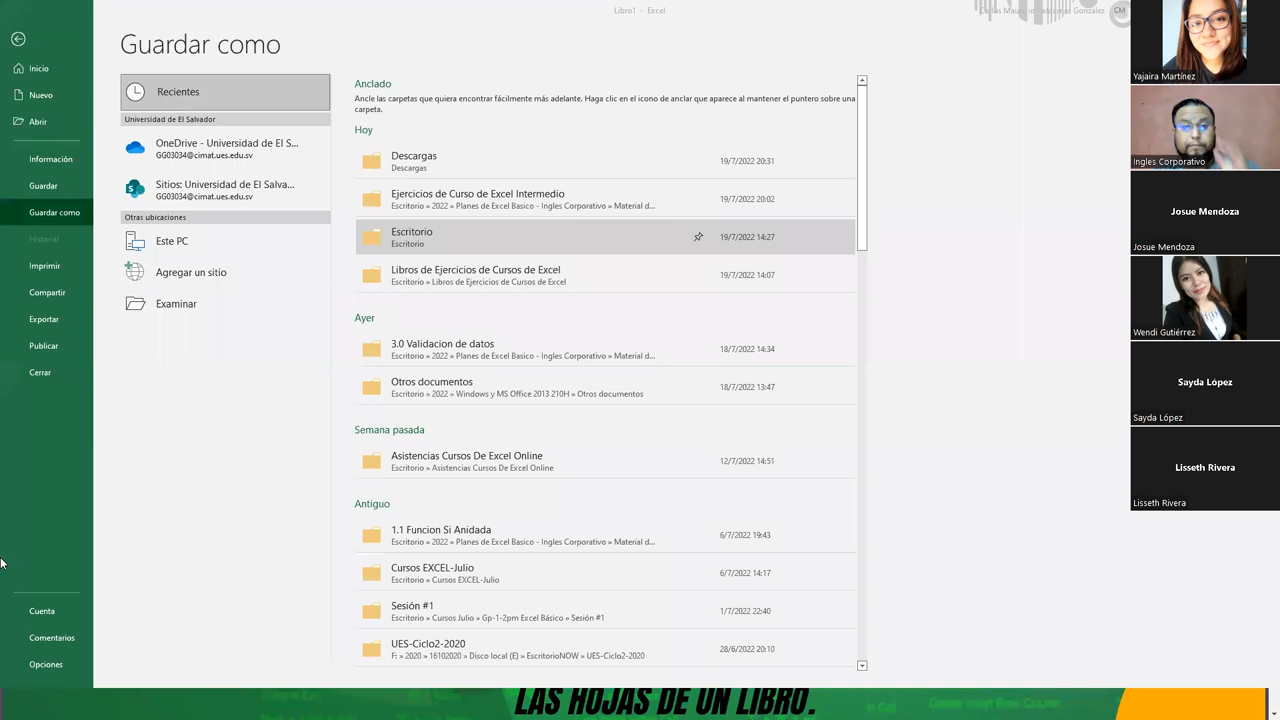 Libro1 - Excel
CM
Guardar como
Inicio
Nuevo
Abrir
Información
Guardar
Guardar como
Historial
Imprimir
Compartir
Exportar
Publicar
Cerrar
Cuenta
Comentarios
Opciones
Recientes
Universidad de El Salvador
OneDrive - Universidad de El S...
GG03034@cimat.ues.edu.sv
Sitios: Universidad de El Salva...
GG03034@cimat.ues.edu.sv
Otras ubicaciones
Este PC
Agregar un sitio
Examinar
Anclado
Ancle las carpetas que quiera encontrar fácilmente más adelante. Haga clic en el icono de anclar que aparece al mantener el puntero sobre una
carpeta.
Hoy
Descargas 19/7/2022 20:31
Descargas
Ejercicios de Curso de Excel Intermedio 19/7/2022 20:02
Escritorio » 2022 » Planes de Excel Basico - Ingles Corporativo » Material d...
Escritorio 19/7/2022 14:27
Escritorio
Libros de Ejercicios de Cursos de Excel 19/7/2022 14:07
Escritorio » Libros de Ejercicios de Cursos de Excel
Ayer
3.0 Validacion de datos 18/7/2022 14:34
Escritorio » 2022 » Planes de Excel Basico - Ingles Corporativo » Material d...
Otros documentos 18/7/2022 13:47
Escritorio » 2022 » Windows y MS Office 2013 210H » Otros documentos
Semana pasada
Asistencias Cursos De Excel Online 12/7/2022 14:51
Escritorio » Asistencias Cursos De Excel Online
Antiguo
1.1 Funcion Si Anidada 6/7/2022 19:43
Escritorio » 2022 » Planes de Excel Basico - Ingles Corporativo » Material d...
Cursos EXCEL-Julio 6/7/2022 14:17
Escritorio » Cursos EXCEL-Julio
Sesión #1 1/7/2022 22:40
Escritorio » Cursos Julio » Gp-1-2pm Excel Básico » Sesión #1
UES-Ciclo2-2020 28/6/2022 20:10
F: » 2020 » 16102020 » Disco local (E) » EscritorioNOW » UES-Ciclo2-2020
Yajaira Martínez
Ingles Corporativo
Josue Mendoza
Josue Mendoza
Wendi Gutiérrez
Sayda López
Sayda López
Lisseth Rivera
Lisseth Rivera
LAS HOJAS DE UN LIBRO.